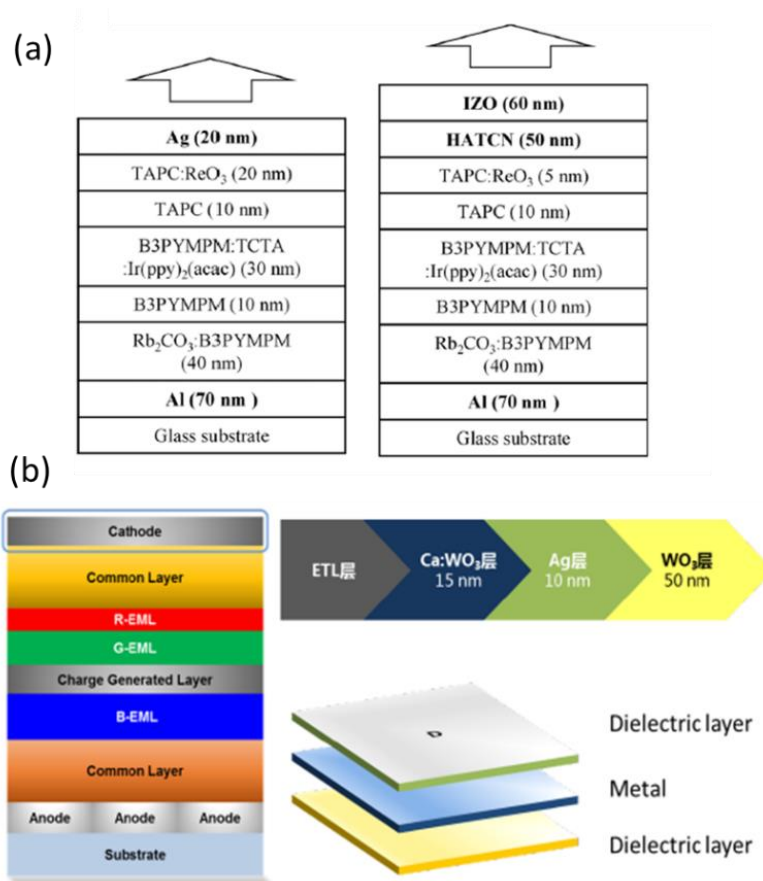 (a)
Ag (20 nm)
TAPC:ReO₃ (20 nm)
TAPC (10 nm)
B3PYMPM:TCTA
:Ir(ppy)₂(acac) (30 nm)
B3PYMPM (10 nm)
Rb₂CO₃:B3PYMPM
(40 nm)
Al (70 nm )
Glass substrate
IZO (60 nm)
HATCN (50 nm)
TAPC:ReO₃ (5 nm)
TAPC (10 nm)
B3PYMPM:TCTA
:Ir(ppy)₂(acac) (30 nm)
B3PYMPM (10 nm)
Rb₂CO₃:B3PYMPM
(40 nm)
Al (70 nm )
Glass substrate
(b)
Cathode
Common Layer
R-EML
G-EML
Charge Generated Layer
B-EML
Common Layer
Anode Anode Anode
Substrate
ETL层
Ca:WO₃层
15 nm
Ag层
10 nm
WO₃层
50 nm
D
Dielectric layer
Metal
Dielectric layer